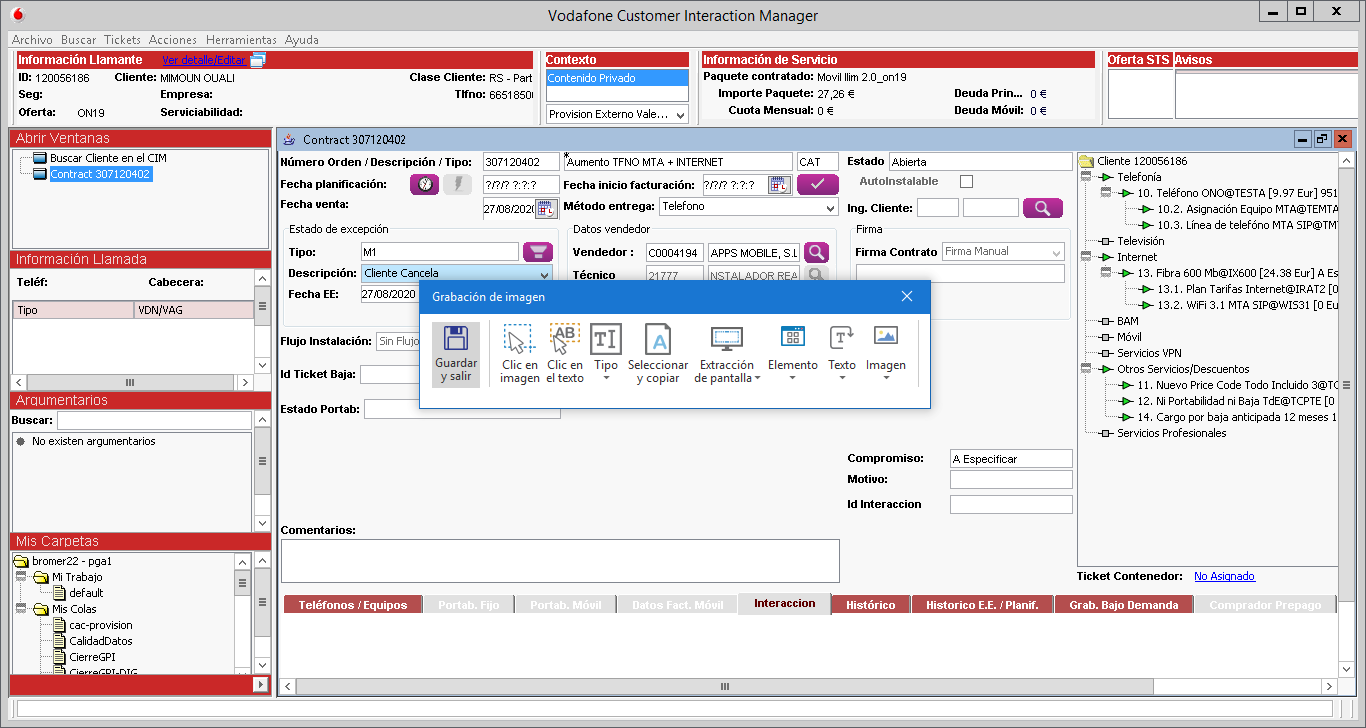 Vodafone Customer Interaction Manager
Archivo Buscar Tickets Acciones Herramientas Ayuda
Información Llamante Ver detalle/Editar
ID: 120056186 Cliente: MIMOUN OUALI Clase Cliente: RS - Part
Seg: Empresa: Tlfno: 66518500
Oferta: ON19 Serviciabilidad:
Contexto
Contenido Privado
Provision Externo Vale...
Información de Servicio
Paquete contratado: Movil Ilim 2.0_on19
Importe Paquete: 27,26 € Deuda Prin... 0 €
Cuota Mensual: 0 € Deuda Móvil: 0 €
Oferta STS Avisos
Abrir Ventanas
Buscar Cliente en el CIM
Contract 307120402
Información Llamada
Teléf: Cabecera:
Tipo VDN/VAG
Argumentarios
Buscar:
No existen argumentarios
Mis Carpetas
bromer22 - pga1
Mi Trabajo
default
Mis Colas
cac-provision
CalidadDatos
CierreGPI
CierreGPI-DIG
Contract 307120402
Número Orden / Descripción / Tipo: 307120402 *Aumento TFNO MTA + INTERNET CAT Estado Abierta
Fecha planificación: ?/?/? ?:?:? Fecha inicio facturación: ?/?/? ?:?:? AutoInstalable
Fecha venta: 27/08/2020 Método entrega: Telefono Ing. Cliente:
Estado de excepción Datos vendedor Firma
Tipo: M1 Vendedor : C0004194 APPS MOBILE, S.L Firma Contrato Firma Manual
Descripción: Cliente Cancela Técnico 21777 NSTALADOR REA
Fecha EE: 27/08/2020
Grabación de imagen
Guardar y salir
Clic en imagen
Clic en el texto
Tipo
Seleccionar y copiar
Extracción de pantalla
Elemento
Texto
Imagen
Flujo Instalación: Sin Flujo
Id Ticket Baja:
Estado Portab:
Compromiso: A Especificar
Motivo:
Id Interaccion
Comentarios:
Cliente 120056186
Telefonía
10. Teléfono ONO@TESTA [9.97 Eur] 951
10.2. Asignación Equipo MTA@TEMTA
10.3. Línea de telefóno MTA SIP@TMT
Televisión
Internet
13. Fibra 600 Mb@IX600 [24.38 Eur] A Es
13.1. Plan Tarifas Internet@IRAT2 [0
13.2. WiFi 3.1 MTA SIP@WIS31 [0 Eu
BAM
Móvil
Servicios VPN
Otros Servicios/Descuentos
11. Nuevo Price Code Todo Incluido 3@TC
12. Ni Portabilidad ni Baja TdE@TCPTE [0
14. Cargo por baja anticipada 12 meses 1
Servicios Profesionales
Ticket Contenedor: No Asignado
Teléfonos / Equipos Portab. Fijo Portab. Móvil Datos Fact. Móvil Interaccion Histórico Historico E.E. / Planif. Grab. Bajo Demanda Comprador Prepago